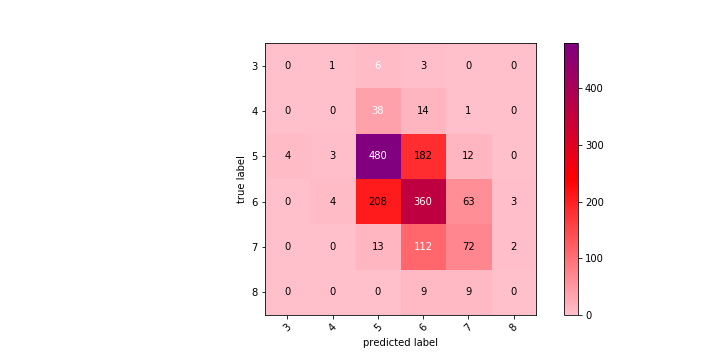 3 0 1 6 3 0 0
4 0 0 38 14 1 0
5 4 3 480 182 12 0
6 0 4 208 360 63 3
7 0 0 13 112 72 2
8 0 0 0 9 9 0
3 4 5 6 7 8
true label
predicted label
400
300
200
100
0